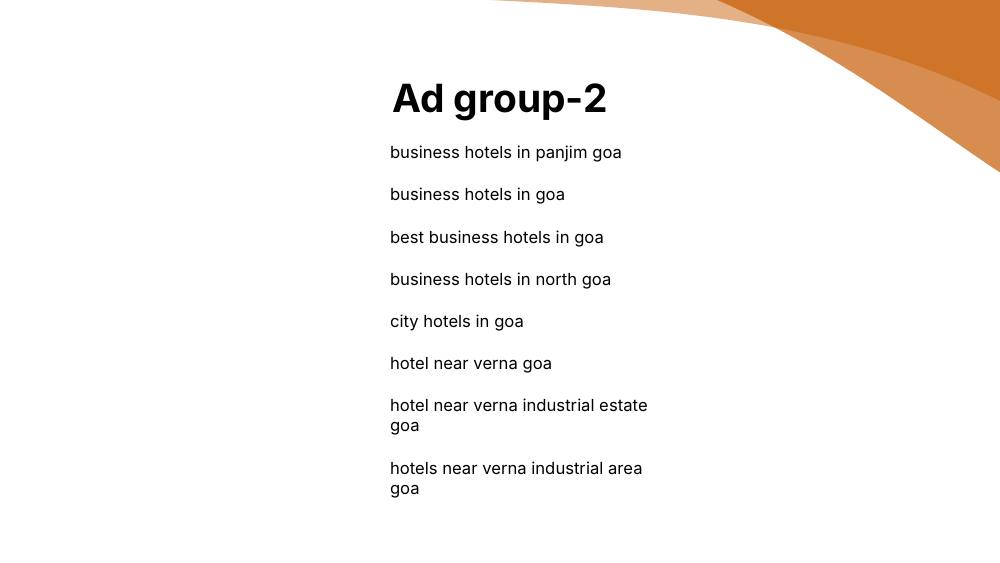 Ad group-2
business hotels in panjim goa
business hotels in goa
best business hotels in goa
business hotels in north goa
city hotels in goa
hotel near verna goa
hotel near verna industrial estate
goa
hotels near verna industrial area
goa